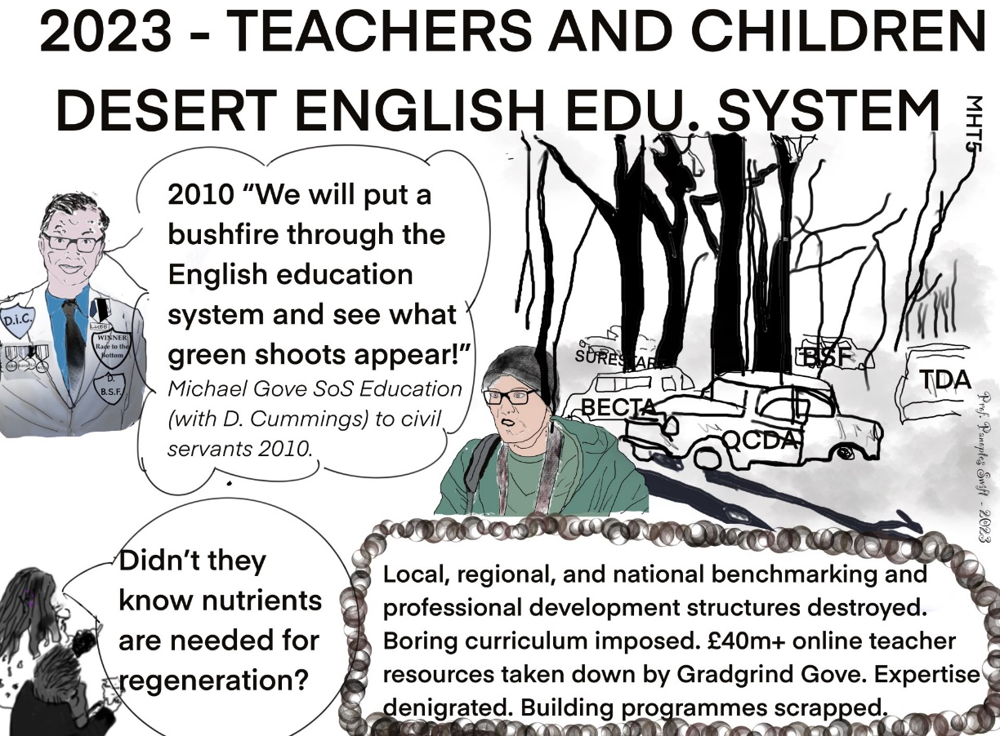 2023 - TEACHERS AND CHILDREN
DESERT ENGLISH EDU. SYSTEM
MHT5
2010 “We will put a
bushfire through the
English education
system and see what
green shoots appear!”
Michael Gove SoS Education
(with D. Cummings) to civil
servants 2010.
D.i.C.
WINNER
Race to the
Bottom
D.
B.S.F.
SURESTART
BECTA
QCDA
BSF
TDA
Prof. Panoples Swift - 2023
Didn’t they
know nutrients
are needed for
regeneration?
Local, regional, and national benchmarking and
professional development structures destroyed.
Boring curriculum imposed. £40m+ online teacher
resources taken down by Gradgrind Gove. Expertise
denigrated. Building programmes scrapped.